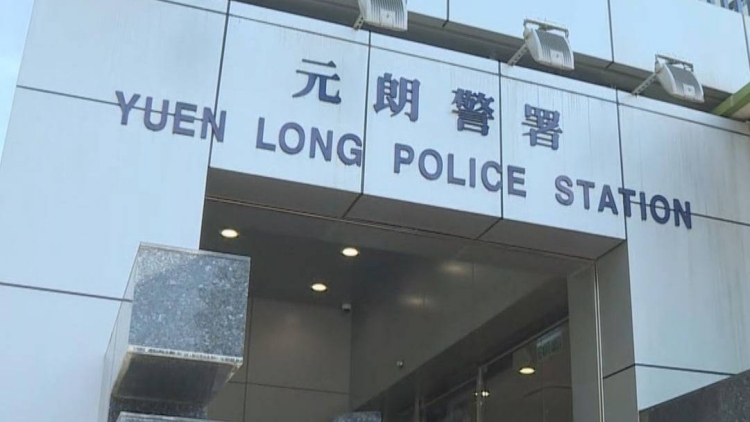 元朗警署
YUEN LONG POLICE STATION